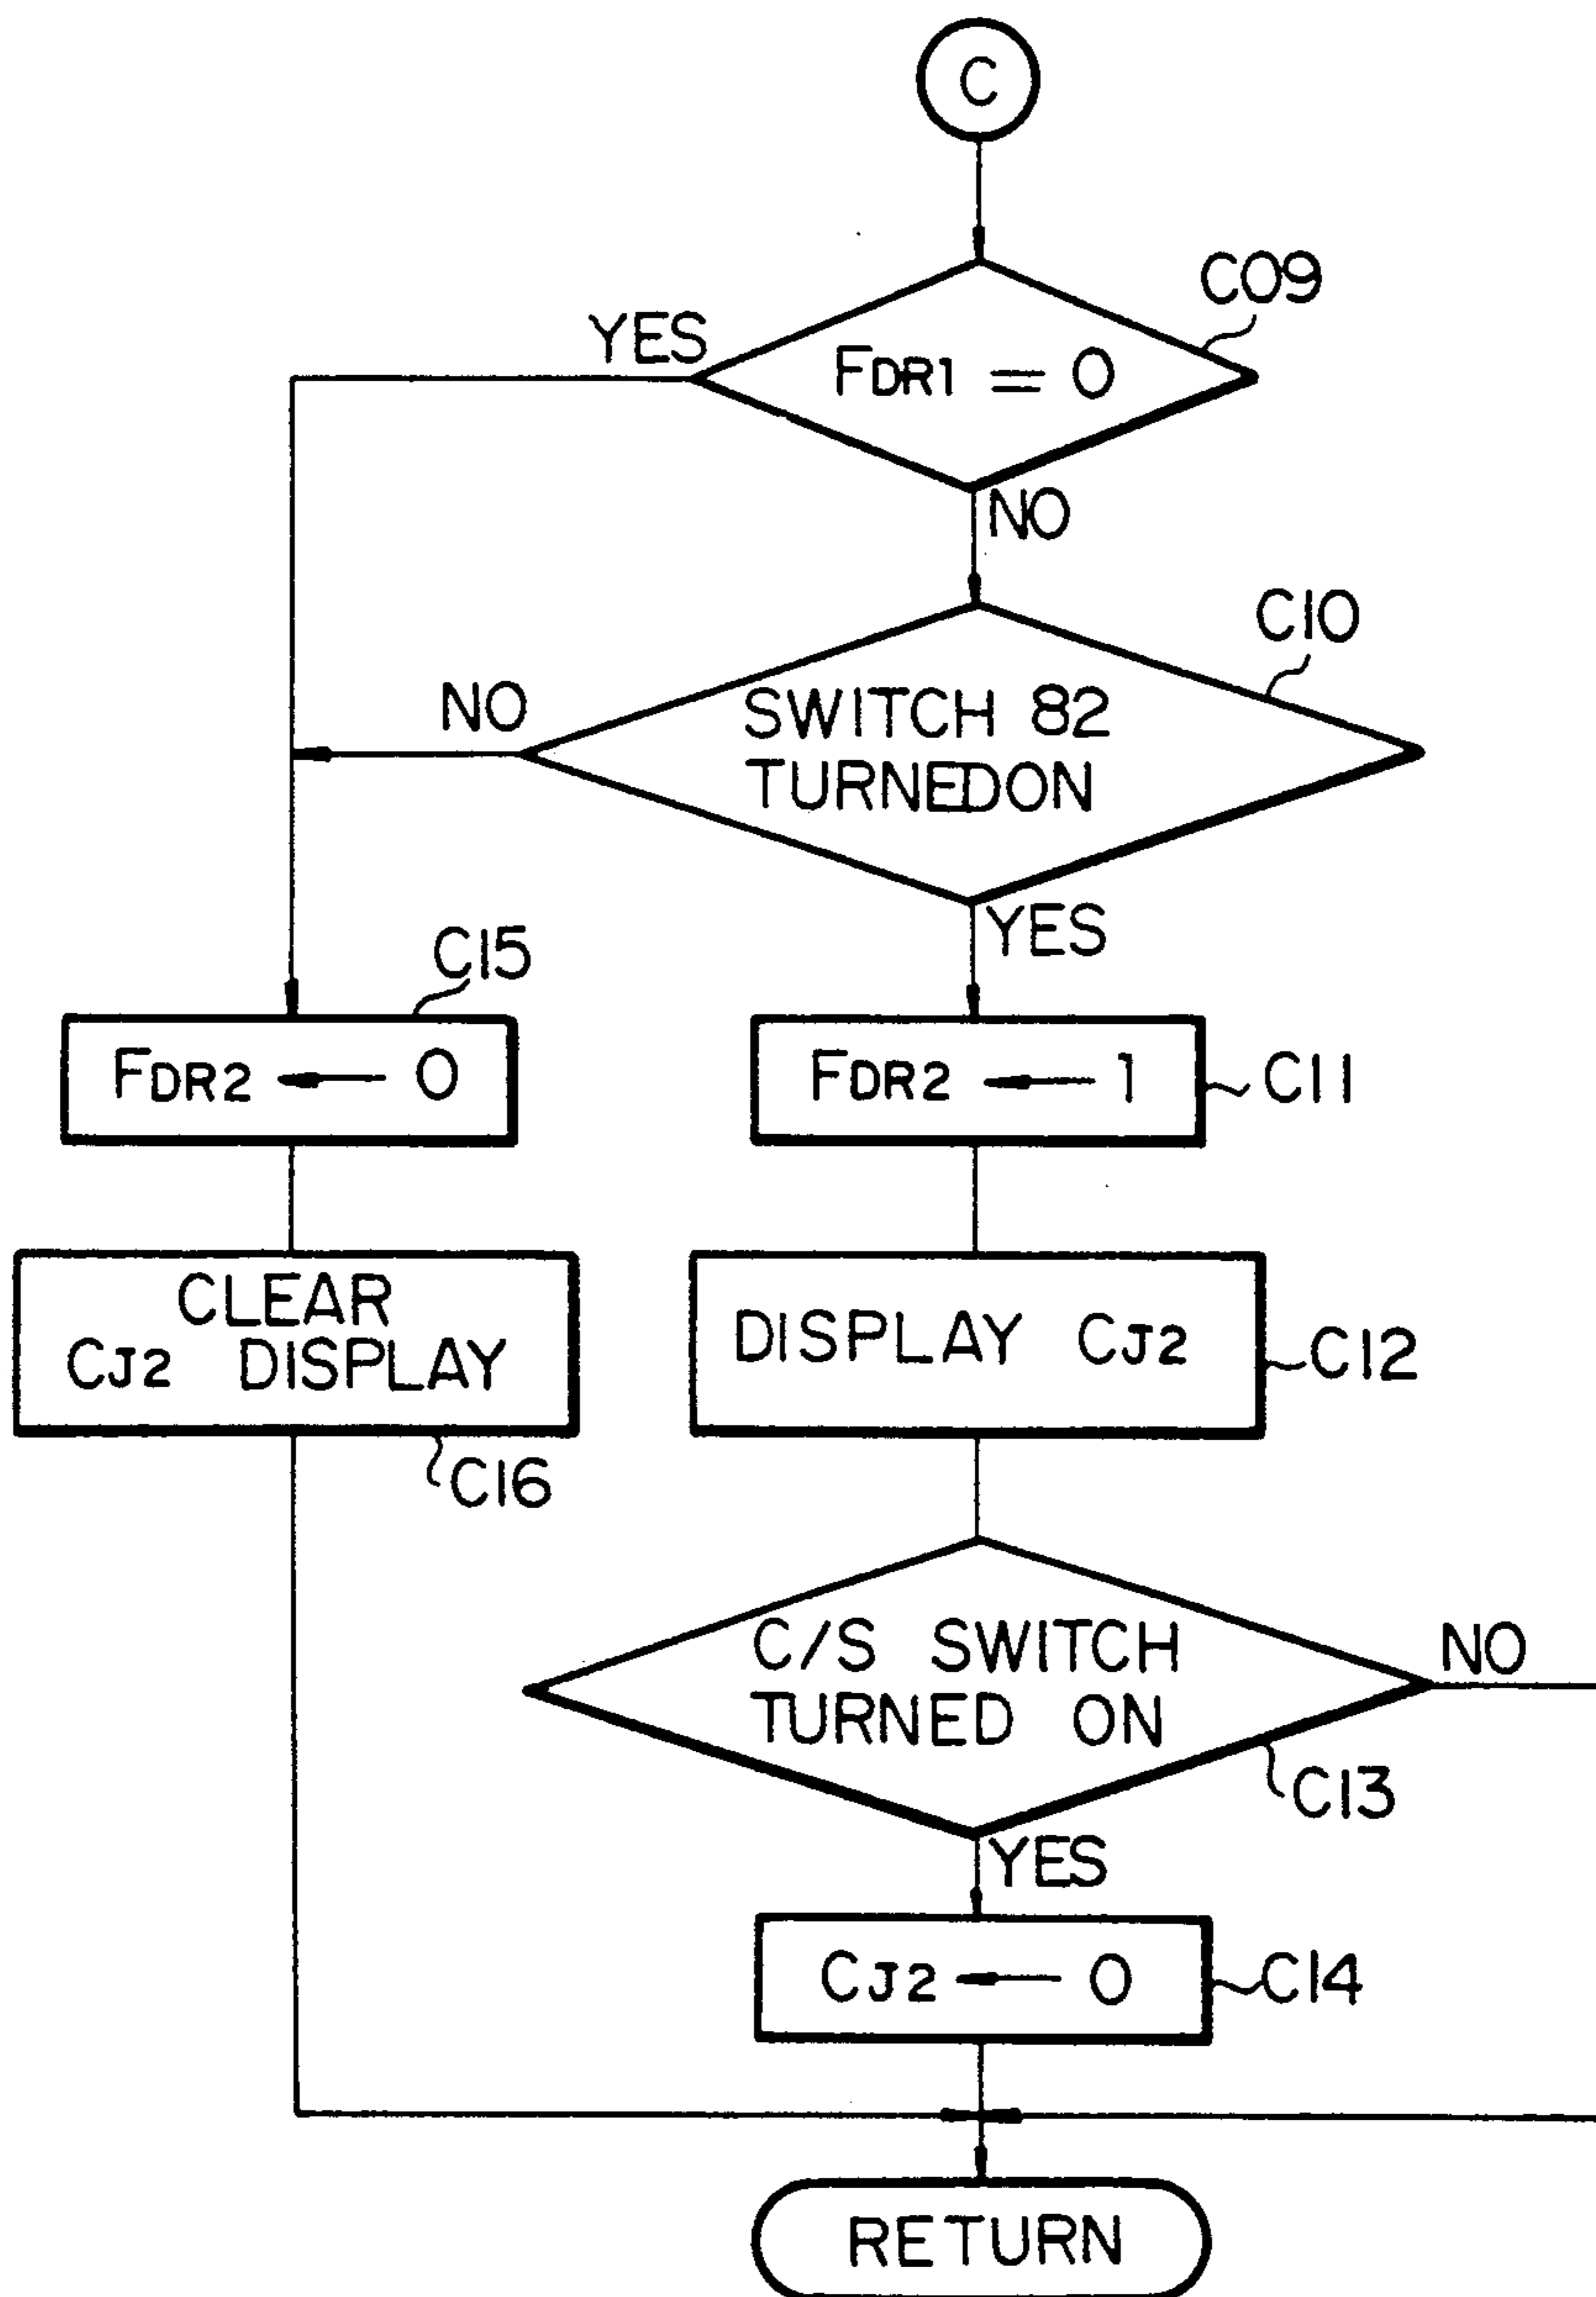 C
C09
YES
FDR1 = 0
NO
C10
NO
SWITCH 82
TURNEDON
YES
C15
FDR2 ← 0
FDR2 ← 1
C11
CLEAR
CJ2 DISPLAY
DISPLAY CJ2
C12
C16
C/S SWITCH
TURNED ON
NO
C13
YES
CJ2 ← 0
C14
RETURN